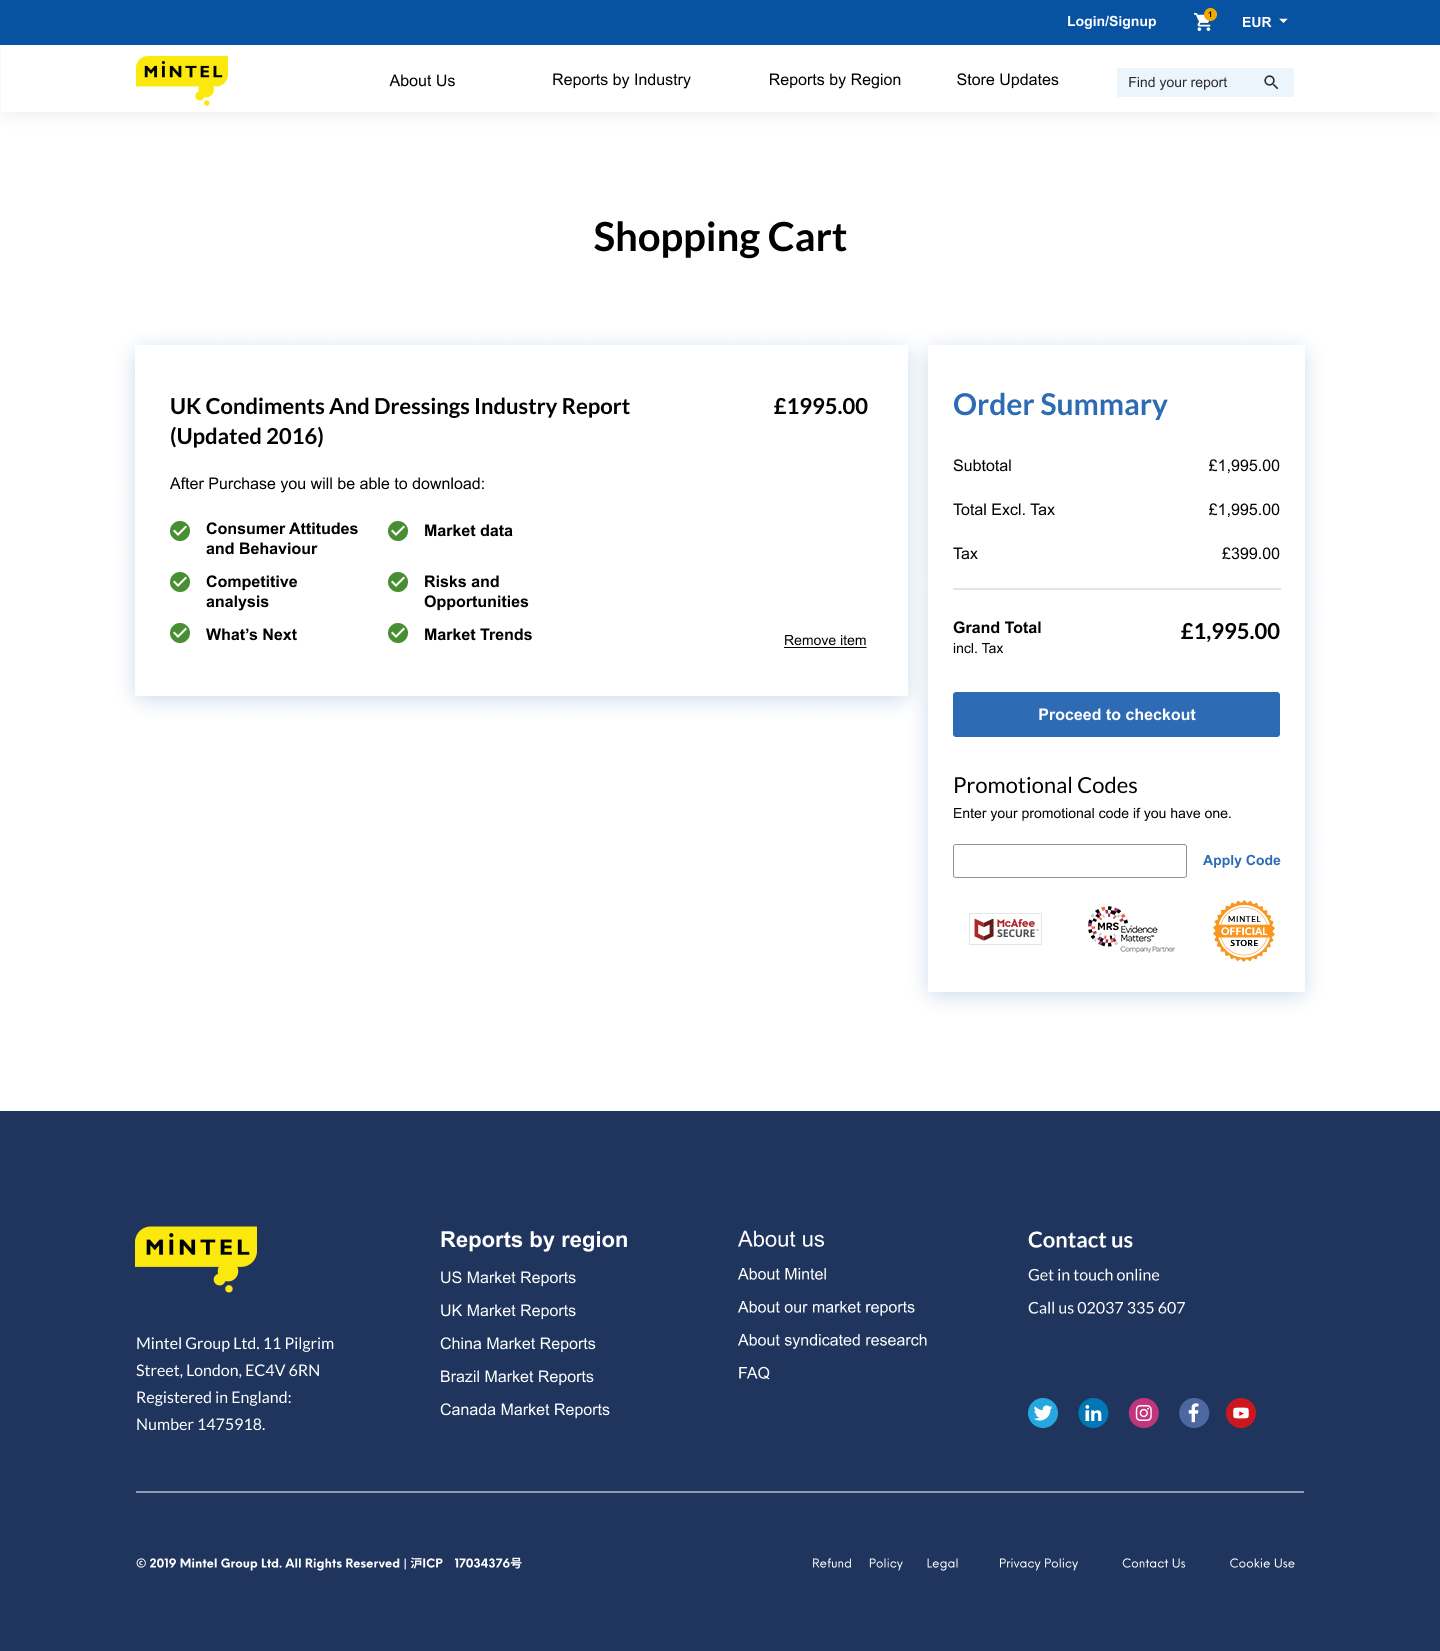 Login/Signup
1
EUR
MiNTEL
About Us
Reports by Industry
Reports by Region
Store Updates
Find your report
Shopping Cart
UK Condiments And Dressings Industry Report
(Updated 2016)
£1995.00
After Purchase you will be able to download:
Consumer Attitudes
and Behaviour
Market data
Competitive
analysis
Risks and
Opportunities
What’s Next
Market Trends
Remove item
Order Summary
Subtotal
£1,995.00
Total Excl. Tax
£1,995.00
Tax
£399.00
Grand Total
£1,995.00
incl. Tax
Proceed to checkout
Promotional Codes
Enter your promotional code if you have one.
Apply Code
McAfee
SECURE™
MRS Evidence
Matters™
Company Partner
MINTEL
OFFICIAL
STORE
MiNTEL
Mintel Group Ltd. 11 Pilgrim
Street, London, EC4V 6RN
Registered in England:
Number 1475918.
Reports by region
US Market Reports
UK Market Reports
China Market Reports
Brazil Market Reports
Canada Market Reports
About us
About Mintel
About our market reports
About syndicated research
FAQ
Contact us
Get in touch online
Call us 02037 335 607
© 2019 Mintel Group Ltd. All Rights Reserved | 沪ICP 17034376号
Refund Policy Legal Privacy Policy Contact Us Cookie Use